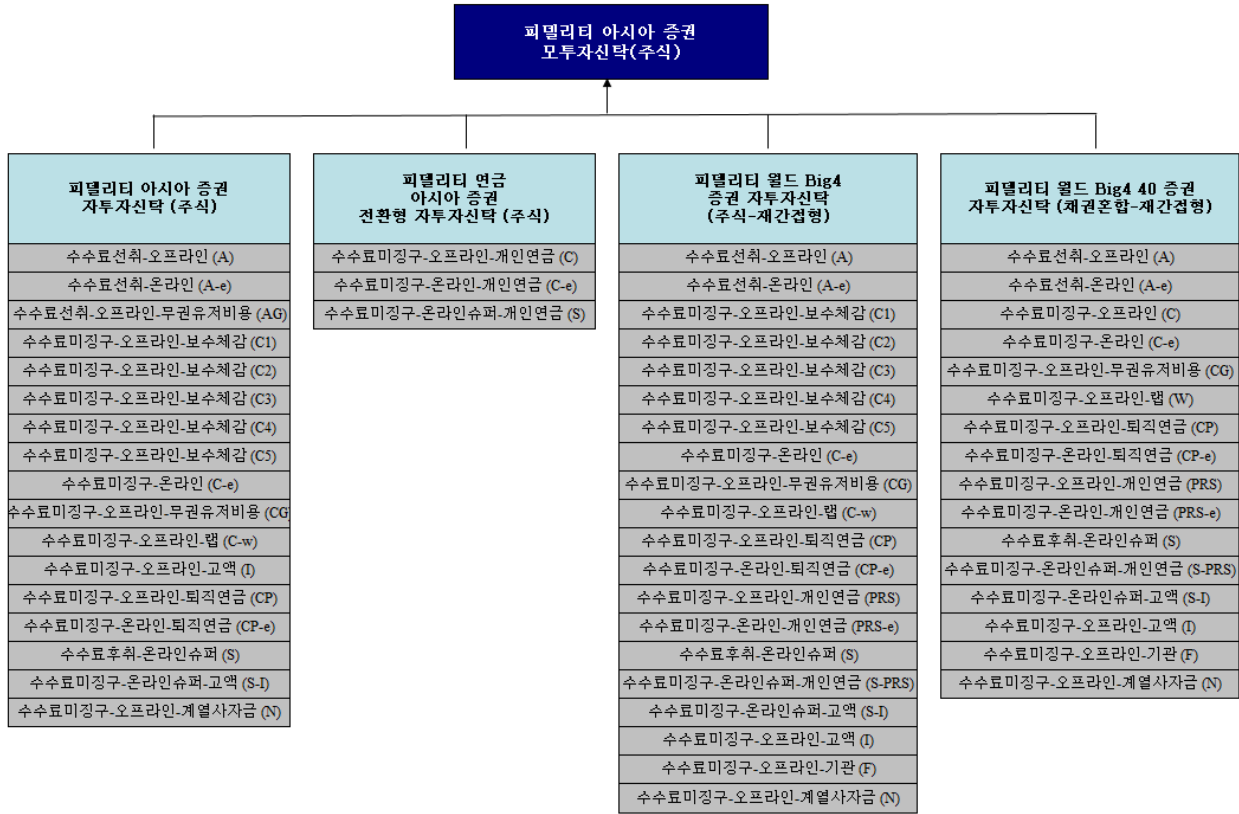 피델리티 아시아 증권
모투자신탁(주식)
피델리티 아시아 증권
자투자신탁 (주식)
수수료선취-오프라인 (A)
수수료선취-온라인 (A-e)
수수료선취-오프라인-무권유저비용 (AG)
수수료미징구-오프라인-보수체감 (C1)
수수료미징구-오프라인-보수체감 (C2)
수수료미징구-오프라인-보수체감 (C3)
수수료미징구-오프라인-보수체감 (C4)
수수료미징구-오프라인-보수체감 (C5)
수수료미징구-온라인 (C-e)
수수료미징구-오프라인-무권유저비용 (CG)
수수료미징구-오프라인-랩 (C-w)
수수료미징구-오프라인-고액 (I)
수수료미징구-오프라인-퇴직연금 (CP)
수수료미징구-온라인-퇴직연금 (CP-e)
수수료후취-온라인슈퍼 (S)
수수료미징구-온라인슈퍼-고액 (S-I)
수수료미징구-오프라인-계열사자금 (N)
피델리티 연금
아시아 증권
전환형 자투자신탁 (주식)
수수료미징구-오프라인-개인연금 (C)
수수료미징구-온라인-개인연금 (C-e)
수수료미징구-온라인슈퍼-개인연금 (S)
피델리티 월드 Big4
증권 자투자신탁
(주식-재간접형)
수수료선취-오프라인 (A)
수수료선취-온라인 (A-e)
수수료미징구-오프라인-보수체감 (C1)
수수료미징구-오프라인-보수체감 (C2)
수수료미징구-오프라인-보수체감 (C3)
수수료미징구-오프라인-보수체감 (C4)
수수료미징구-오프라인-보수체감 (C5)
수수료미징구-온라인 (C-e)
수수료미징구-오프라인-무권유저비용 (CG)
수수료미징구-오프라인-랩 (C-w)
수수료미징구-오프라인-퇴직연금 (CP)
수수료미징구-온라인-퇴직연금 (CP-e)
수수료미징구-오프라인-개인연금 (PRS)
수수료미징구-온라인-개인연금 (PRS-e)
수수료후취-온라인슈퍼 (S)
수수료미징구-온라인슈퍼-개인연금 (S-PRS)
수수료미징구-온라인슈퍼-고액 (S-I)
수수료미징구-오프라인-고액 (I)
수수료미징구-오프라인-기관 (F)
수수료미징구-오프라인-계열사자금 (N)
피델리티 월드 Big4 40 증권
자투자신탁 (채권혼합-재간접형)
수수료선취-오프라인 (A)
수수료선취-온라인 (A-e)
수수료미징구-오프라인 (C)
수수료미징구-온라인 (C-e)
수수료미징구-오프라인-무권유저비용 (CG)
수수료미징구-오프라인-랩 (W)
수수료미징구-오프라인-퇴직연금 (CP)
수수료미징구-온라인-퇴직연금 (CP-e)
수수료미징구-오프라인-개인연금 (PRS)
수수료미징구-온라인-개인연금 (PRS-e)
수수료후취-온라인슈퍼 (S)
수수료미징구-온라인슈퍼-개인연금 (S-PRS)
수수료미징구-온라인슈퍼-고액 (S-I)
수수료미징구-오프라인-고액 (I)
수수료미징구-오프라인-기관 (F)
수수료미징구-오프라인-계열사자금 (N)